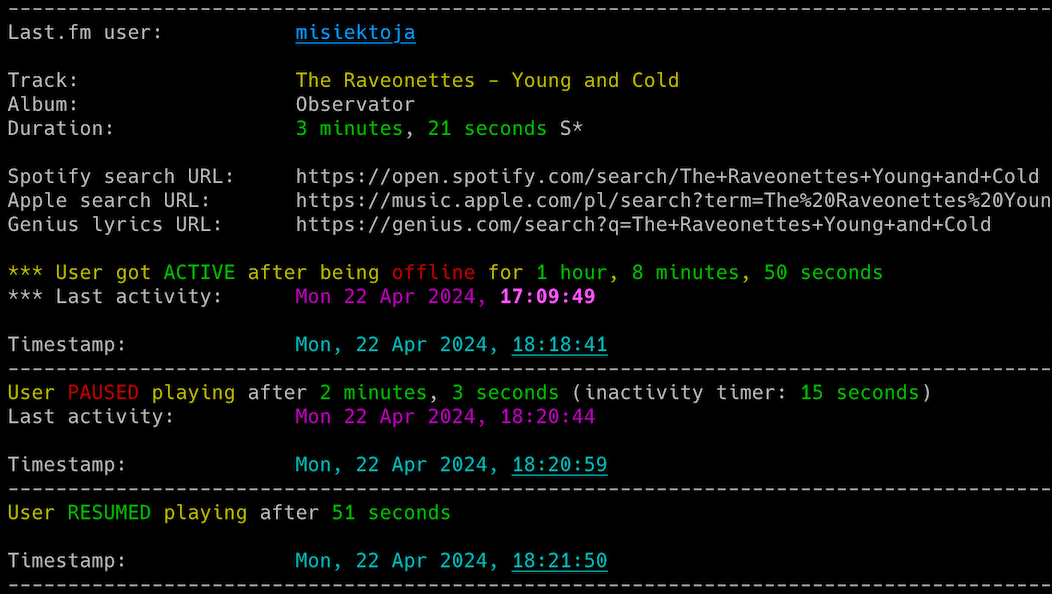 Last.fm user: misiektoja
Track: The Raveonettes - Young and Cold
Album: Observator
Duration: 3 minutes, 21 seconds S*
Spotify search URL: https://open.spotify.com/search/The+Raveonettes+Young+and+Cold
Apple search URL: https://music.apple.com/pl/search?term=The%20Raveonettes%20Youn
Genius lyrics URL: https://genius.com/search?q=The+Raveonettes+Young+and+Cold
*** User got ACTIVE after being offline for 1 hour, 8 minutes, 50 seconds
*** Last activity: Mon 22 Apr 2024, 17:09:49
Timestamp: Mon, 22 Apr 2024, 18:18:41
User PAUSED playing after 2 minutes, 3 seconds (inactivity timer: 15 seconds)
Last activity: Mon 22 Apr 2024, 18:20:44
Timestamp: Mon, 22 Apr 2024, 18:20:59
User RESUMED playing after 51 seconds
Timestamp: Mon, 22 Apr 2024, 18:21:50